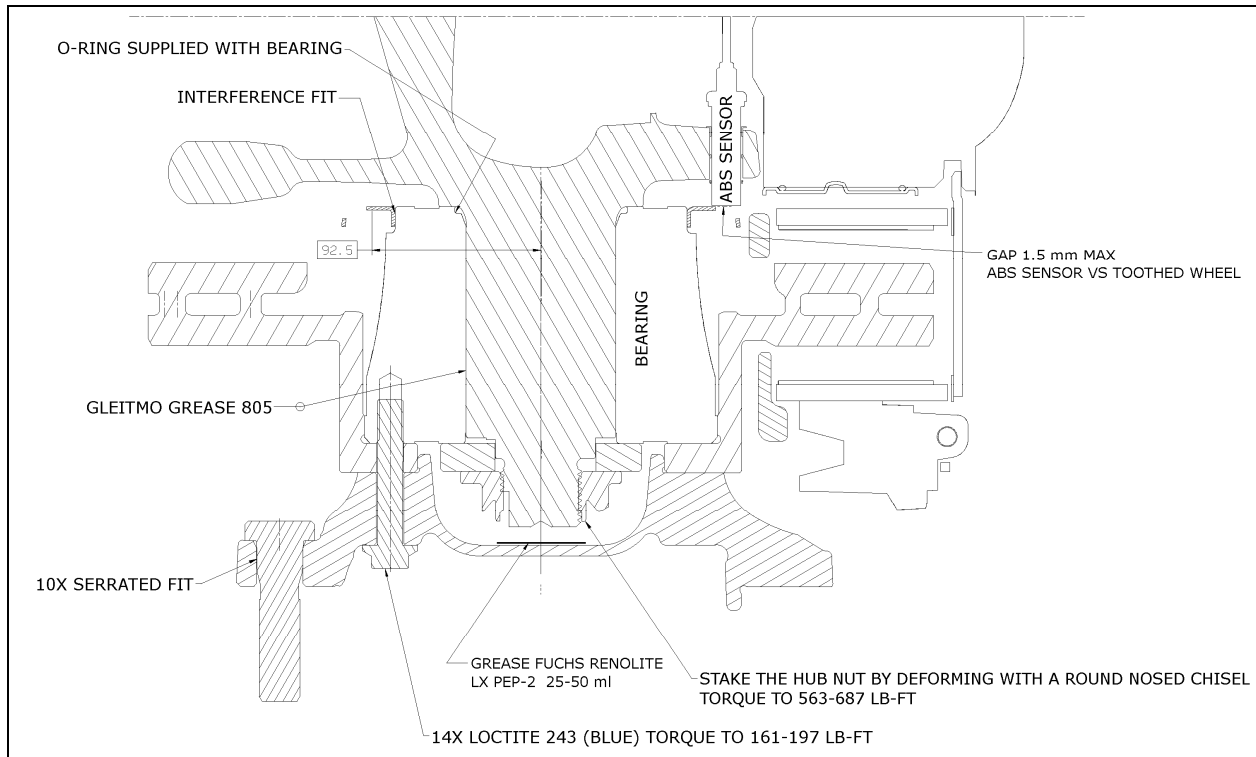 O-RING SUPPLIED WITH BEARING
INTERFERENCE FIT
ABS SENSOR
92.5
GAP 1.5 mm MAX
ABS SENSOR VS TOOTHED WHEEL
BEARING
GLEITMO GREASE 805
10X SERRATED FIT
GREASE FUCHS RENOLITE
LX PEP-2 25-50 ml
STAKE THE HUB NUT BY DEFORMING WITH A ROUND NOSED CHISEL
TORQUE TO 563-687 LB-FT
14X LOCTITE 243 (BLUE) TORQUE TO 161-197 LB-FT